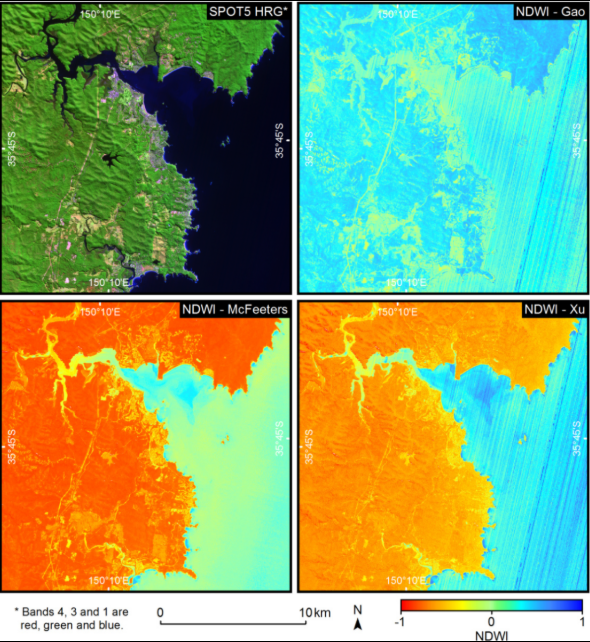 150°10'E
SPOT5 HRG*
35°45'S
35°45'S
150°10'E
150°10'E
NDWI - Gao
35°45'S
35°45'S
150°10'E
150°10'E
NDWI - McFeeters
35°45'S
35°45'S
150°10'E
150°10'E
NDWI - Xu
35°45'S
35°45'S
150°10'E
* Bands 4, 3 and 1 are
red, green and blue.
0
10 km
N
-1
0
1
NDWI